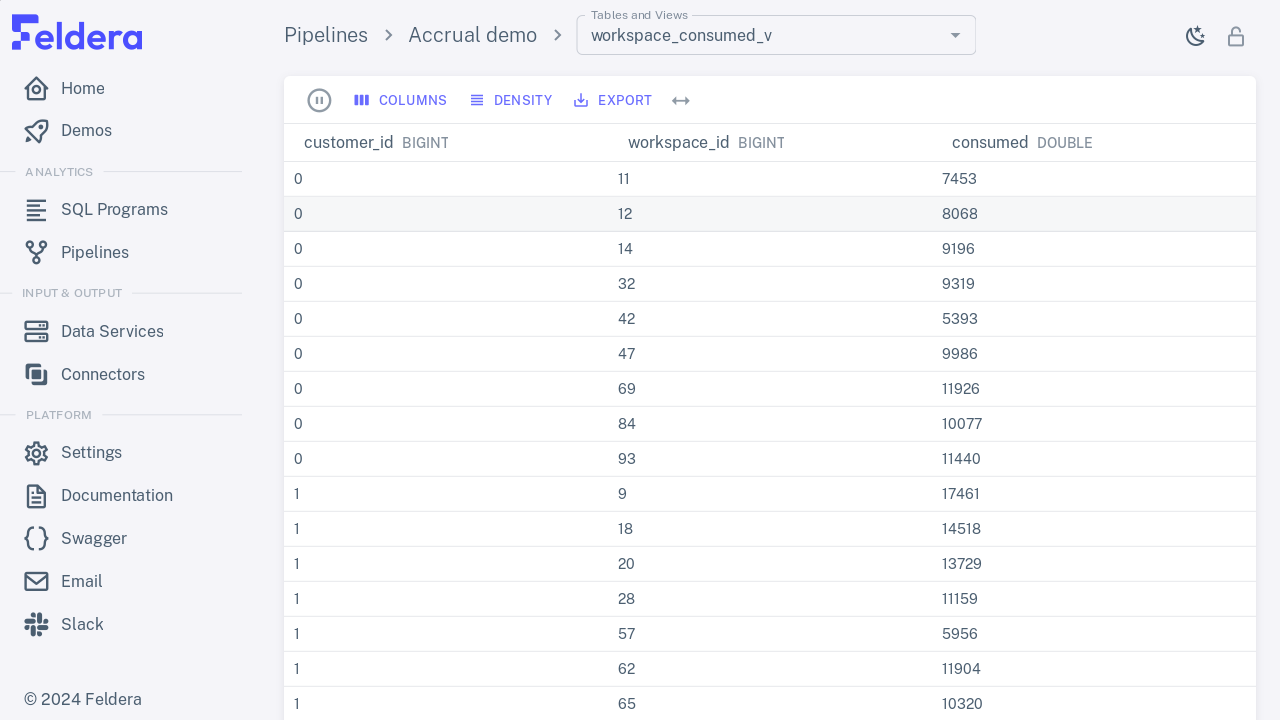 Feldera
Home
Demos
ANALYTICS
SQL Programs
Pipelines
INPUT & OUTPUT
Data Services
Connectors
PLATFORM
Settings
Documentation
Swagger
Email
Slack
© 2024 Feldera
Pipelines
Accrual demo
Tables and Views
workspace_consumed_v
COLUMNS DENSITY EXPORT
customer_id BIGINT workspace_id BIGINT consumed DOUBLE
0 11 7453
0 12 8068
0 14 9196
0 32 9319
0 42 5393
0 47 9986
0 69 11926
0 84 10077
0 93 11440
1 9 17461
1 18 14518
1 20 13729
1 28 11159
1 57 5956
1 62 11904
1 65 10320